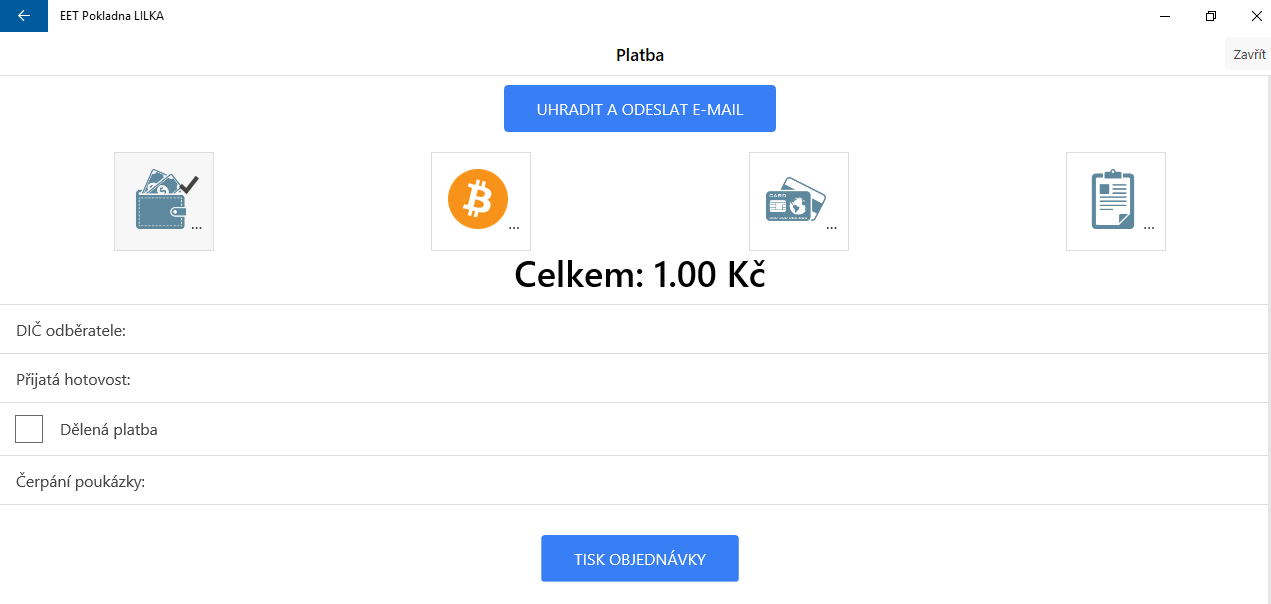 EET Pokladna LILKA
Platba
Zavřít
UHRADIT A ODESLAT E-MAIL
... ... ... ...
Celkem: 1.00 Kč
DIČ odběratele:
Přijatá hotovost:
Dělená platba
Čerpání poukázky:
TISK OBJEDNÁVKY